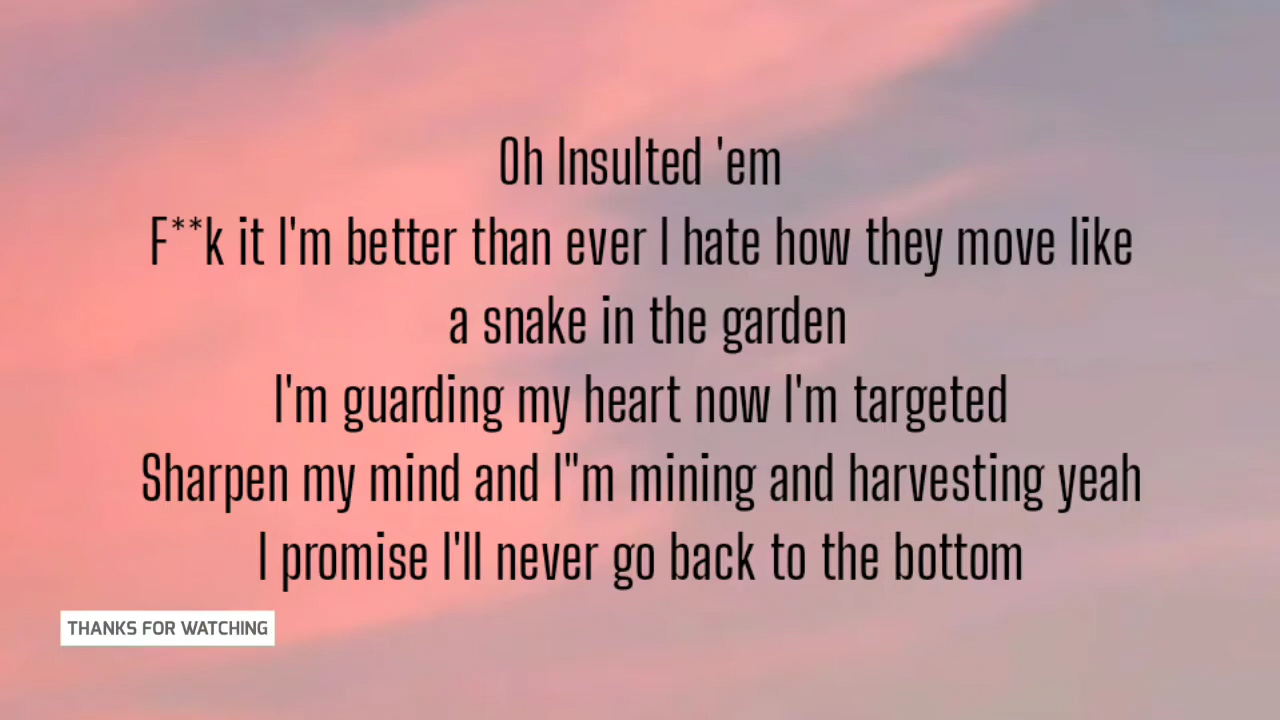 Oh Insulted 'em
F**k it I'm better than ever I hate how they move like
a snake in the garden
I'm guarding my heart now I'm targeted
Sharpen my mind and I"m mining and harvesting yeah
I promise I'll never go back to the bottom
THANKS FOR WATCHING